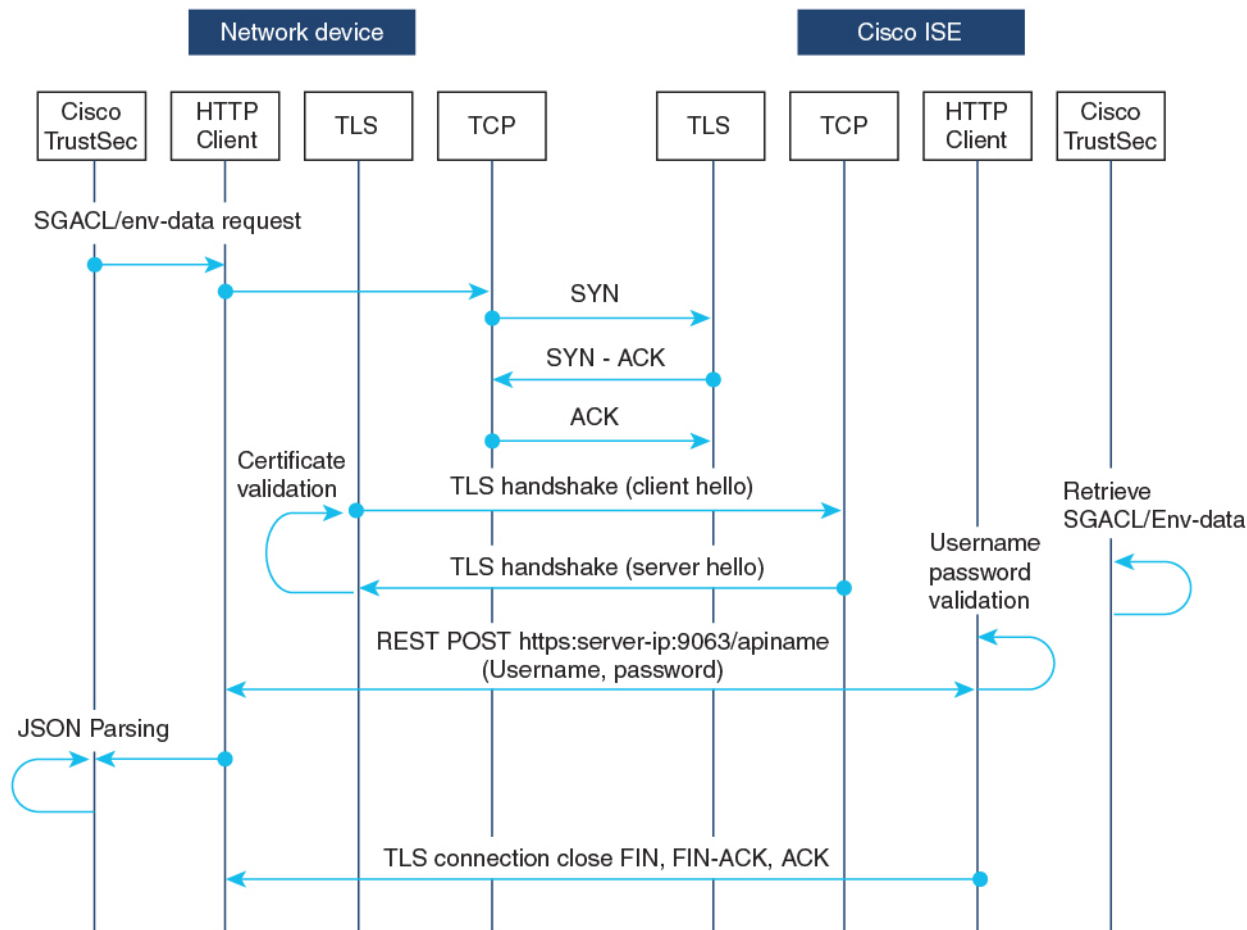 Network device
Cisco ISE
Cisco
TrustSec
HTTP
Client
TLS
TCP
TLS
TCP
HTTP
Client
Cisco
TrustSec
SGACL/env-data request
SYN
SYN - ACK
ACK
Certificate
validation
TLS handshake (client hello)
Retrieve
SGACL/Env-data
Username
password
validation
TLS handshake (server hello)
REST POST https:server-ip:9063/apiname
(Username, password)
JSON Parsing
TLS connection close FIN, FIN-ACK, ACK